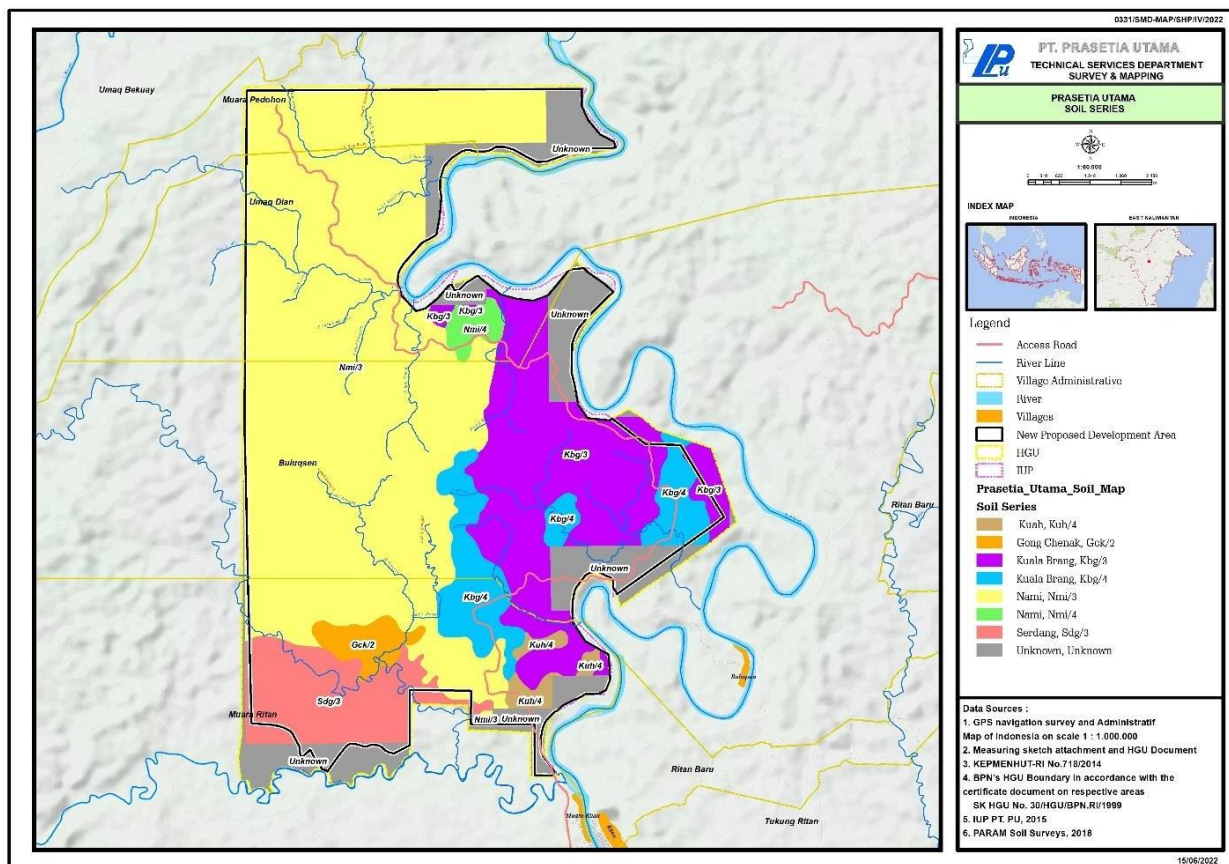 0331/SMD-MAP/SHP/IV/2022
Umaq Bekuay
Muara Pedohon
Unknown
Umaq Dian
Unknown
Kbg/3
Kbg/3
Unknown
Nmi/4
Nmi/3
Kbg/3
Buluqsen
Kbg/4
Kbg/3
Kbg/4
Ritan Baru
Unknown
Kbg/4
Gck/2
Kuh/4
Kuh/4
Sdg/3
Kuh/4
Muara Ritan
Nmi/3
Unknown
Unknown
Buluqsen
Ritan Baru
Tukung Ritan
Muara Ritan
Ritan
PT. PRASETIA UTAMA
TECHNICAL SERVICES DEPARTMENT
SURVEY & MAPPING
PRASETIA UTAMA
SOIL SERIES
N
INDEX MAP
INDONESIA
EAST KALIMANTAN
Legend
Access Road
River Line
Village Administrative
River
Villages
New Proposed Development Area
HGU
IUP
Prasetia_Utama_Soil_Map
Soil Series
Kuah, Kuh/4
Gong Chenak, Gck/2
Kuala Brang, Kbg/3
Kuala Brang, Kbg/4
Nami, Nmi/3
Nami, Nmi/4
Serdang, Sdg/3
Unknown, Unknown
Data Sources :
1. GPS navigation survey and Administratif
Map of Indonesia on scale 1 : 1.000.000
2. Measuring sketch attachment and HGU Document
3. KEPMENHUT-RI No.718/2014
4. BPN's HGU Boundary in accordance with the
certificate document on respective areas
SK HGU No. 30/HGU/BPN.RI/1999
5. IUP PT. PU, 2015
6. PARAM Soil Surveys, 2018
15/06/2022